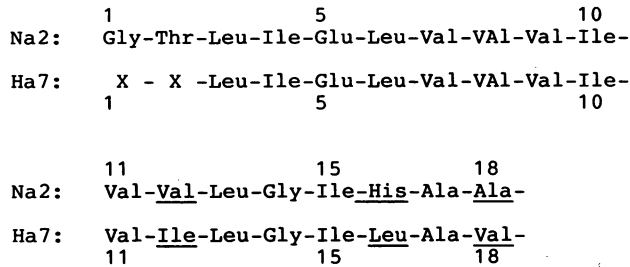 1 5 10
Na2: Gly-Thr-Leu-Ile-Glu-Leu-Val-VAl-Val-Ile-
Ha7: X - X -Leu-Ile-Glu-Leu-Val-VAl-Val-Ile-
1 5 10
11 15 18
Na2: Val-Val-Leu-Gly-Ile-His-Ala-Ala-
Ha7: Val-Ile-Leu-Gly-Ile-Leu-Ala-Val-
11 15 18